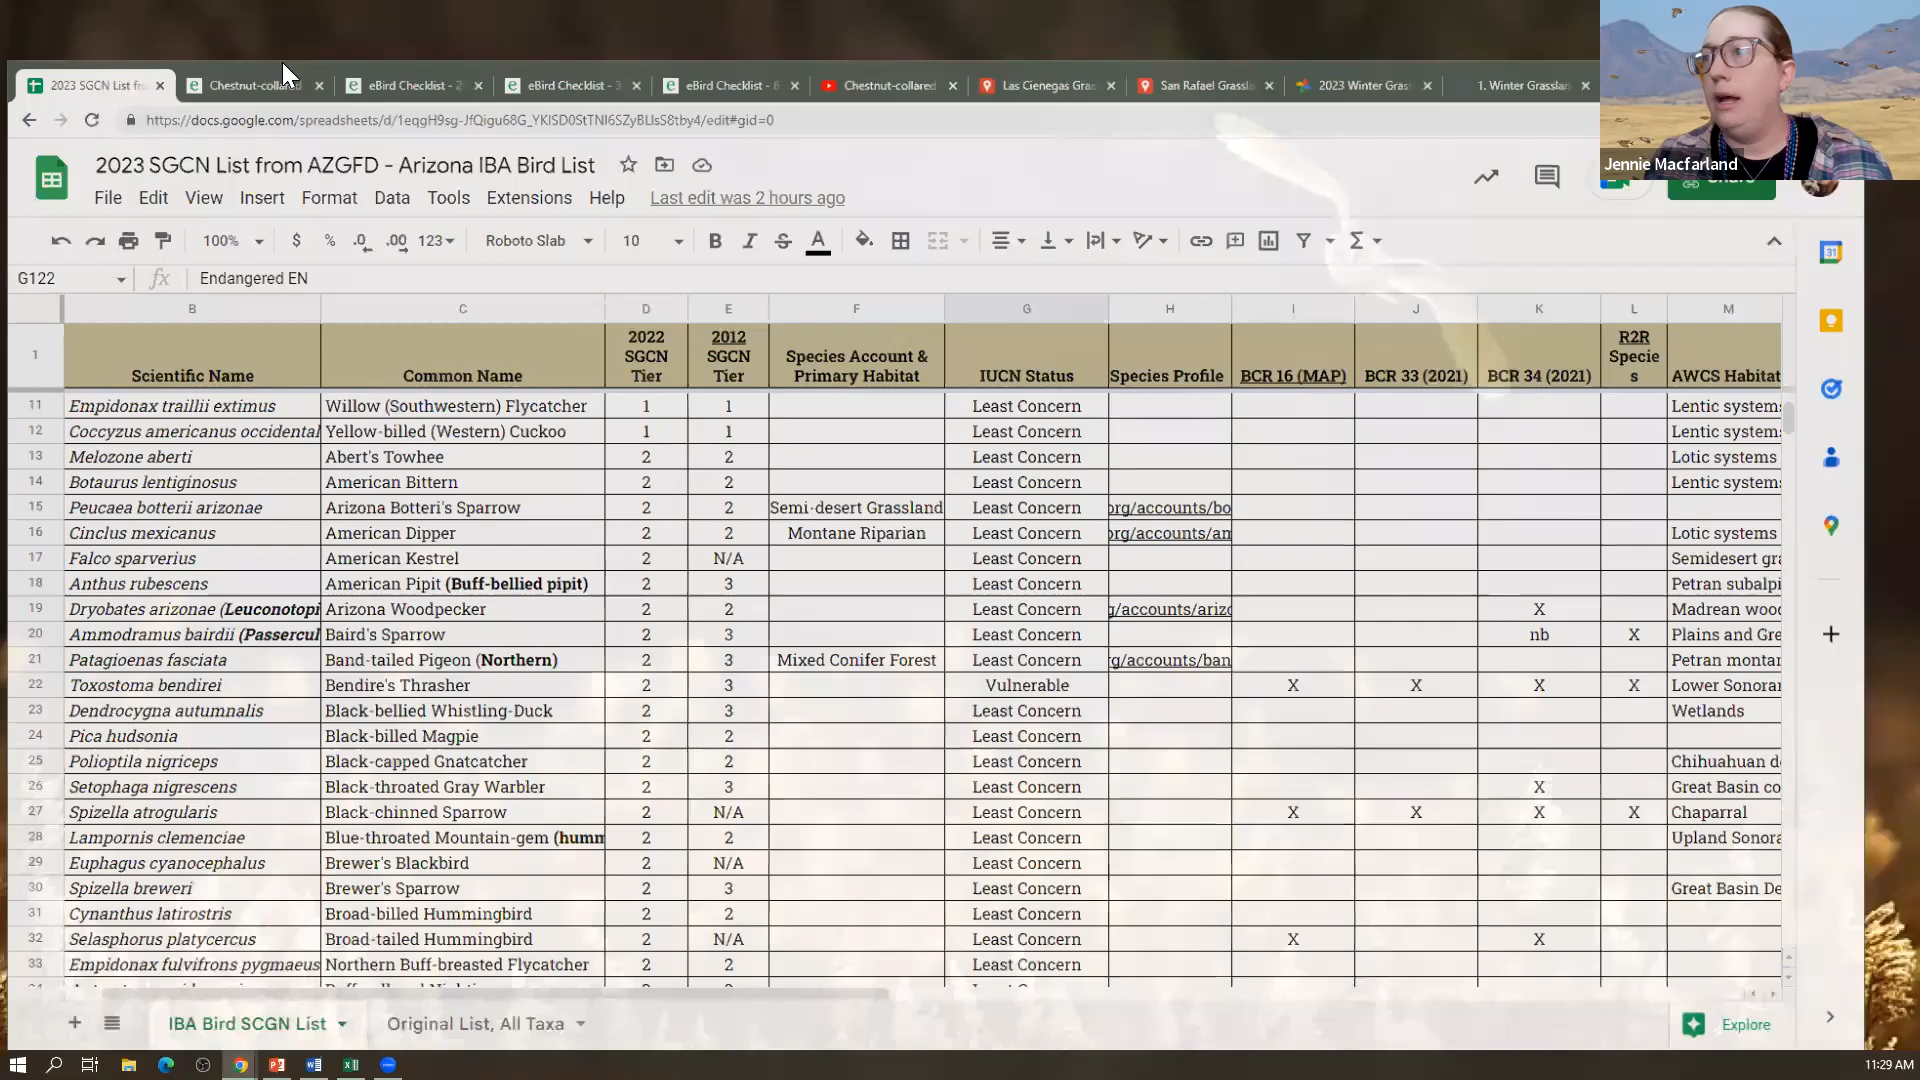 2023 SGCN List fr
Chestnut-coll
eBird Checklist - 2
eBird Checklist - 3
eBird Checklist - 6
Chestnut-collared
Las Cienegas Gras
San Rafael Grassla
2023 Winter Grass
1. Winter Grasslan
https://docs.google.com/spreadsheets/d/1eqgH9sg-JfQigu68G_YKISD0StTNI6SZyBLIsS8tby4/edit#gid=0
Jennie Macfarland
2023 SGCN List from AZGFD - Arizona IBA Bird List
File Edit View Insert Format Data Tools Extensions Help Last edit was 2 hours ago
Share
100% $ % .0 .00 123 Roboto Slab 10 B I S A
G122 fx Endangered EN
B C D E F G H I J K L M
1 Scientific Name Common Name 2022 SGCN Tier 2012 SGCN Tier Species Account & Primary Habitat IUCN Status Species Profile BCR 16 (MAP) BCR 33 (2021) BCR 34 (2021) R2R Species AWCS Habitat
11 Empidonax traillii extimus Willow (Southwestern) Flycatcher 1 1 Least Concern Lentic systems
12 Coccyzus americanus occidental Yellow-billed (Western) Cuckoo 1 1 Least Concern Lentic systems
13 Melozone aberti Abert's Towhee 2 2 Least Concern Lotic systems
14 Botaurus lentiginosus American Bittern 2 2 Least Concern Lentic systems
15 Peucaea botterii arizonae Arizona Botteri's Sparrow 2 2 Semi-desert Grassland Least Concern org/accounts/bo
16 Cinclus mexicanus American Dipper 2 2 Montane Riparian Least Concern org/accounts/am Lotic systems
17 Falco sparverius American Kestrel 2 N/A Least Concern Semidesert gra
18 Anthus rubescens American Pipit (Buff-bellied pipit) 2 3 Least Concern Petran subalpi
19 Dryobates arizonae (Leuconotopi Arizona Woodpecker 2 2 Least Concern g/accounts/arizo X Madrean wood
20 Ammodramus bairdii (Passercul Baird's Sparrow 2 3 Least Concern nb X Plains and Gre
21 Patagioenas fasciata Band-tailed Pigeon (Northern) 2 3 Mixed Conifer Forest Least Concern rg/accounts/ban Petran montan
22 Toxostoma bendirei Bendire's Thrasher 2 3 Vulnerable X X X X Lower Sonoran
23 Dendrocygna autumnalis Black-bellied Whistling-Duck 2 3 Least Concern Wetlands
24 Pica hudsonia Black-billed Magpie 2 2 Least Concern
25 Polioptila nigriceps Black-capped Gnatcatcher 2 2 Least Concern Chihuahuan de
26 Setophaga nigrescens Black-throated Gray Warbler 2 3 Least Concern X Great Basin co
27 Spizella atrogularis Black-chinned Sparrow 2 N/A Least Concern X X X X Chaparral
28 Lampornis clemenciae Blue-throated Mountain-gem (humm 2 2 Least Concern Upland Sonora
29 Euphagus cyanocephalus Brewer's Blackbird 2 N/A Least Concern
30 Spizella breweri Brewer's Sparrow 2 3 Least Concern Great Basin De
31 Cynanthus latirostris Broad-billed Hummingbird 2 2 Least Concern
32 Selasphorus platycercus Broad-tailed Hummingbird 2 N/A Least Concern X X
33 Empidonax fulvifrons pygmaeus Northern Buff-breasted Flycatcher 2 2 Least Concern
IBA Bird SCGN List Original List, All Taxa
Explore
11:29 AM